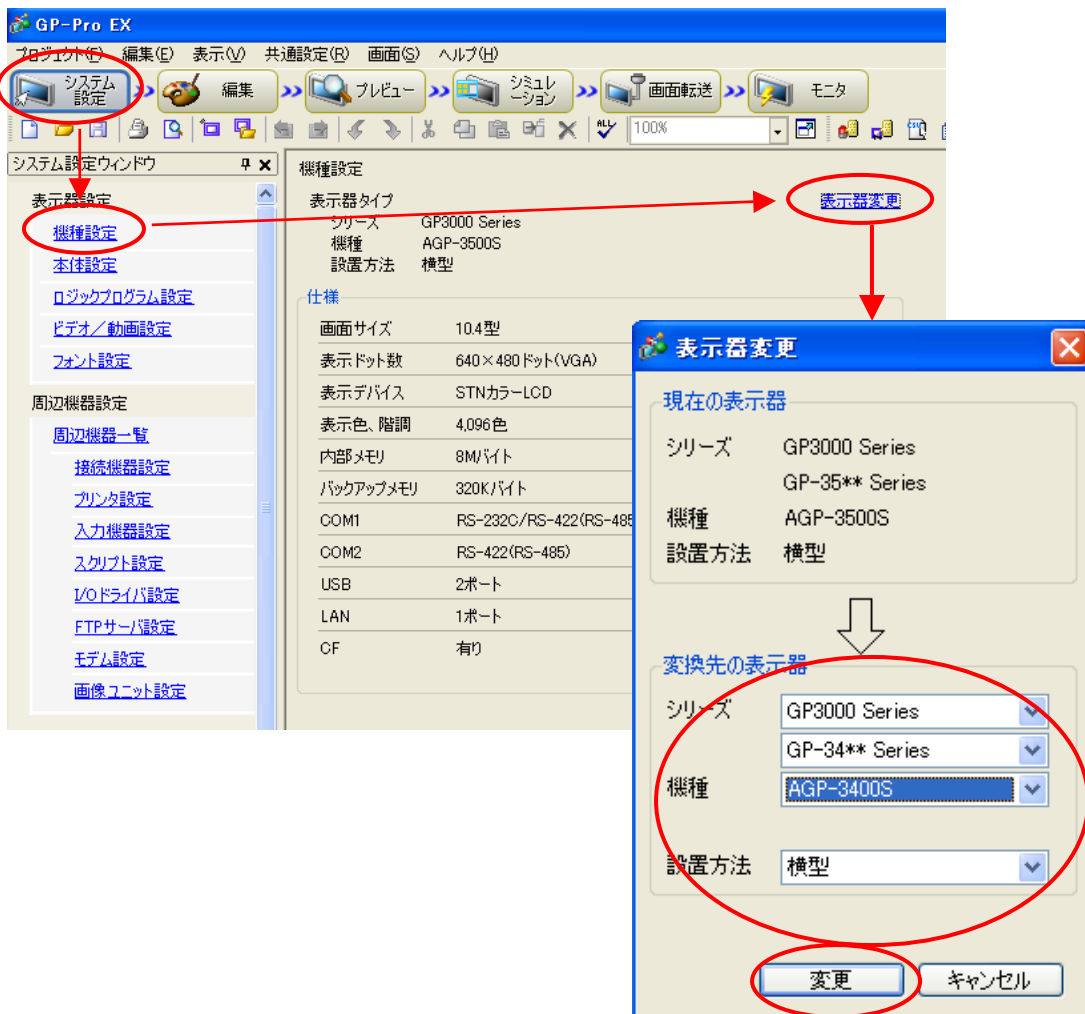 GP-Pro EX
プロジェクト(F) 編集(E) 表示(V) 共通設定(R) 画面(S) ヘルプ(H)
システム設定 編集 プレビュー シミュレーション 画面転送 モニタ
100%
システム設定ウィンドウ
表示器設定
機種設定
本体設定
ロジックプログラム設定
ビデオ／動画設定
フォント設定
周辺機器設定
周辺機器一覧
接続機器設定
プリンタ設定
入力機器設定
スクリプト設定
I/Oドライバ設定
FTPサーバ設定
モデム設定
画像ユニット設定
機種設定
表示器タイプ 表示器変更
シリーズ GP3000 Series
機種 AGP-3500S
設置方法 横型
仕様
画面サイズ 10.4型
表示ドット数 640×480ドット(VGA)
表示デバイス STNカラーLCD
表示色、階調 4,096色
内部メモリ 8Mバイト
バックアップメモリ 320Kバイト
COM1 RS-232C/RS-422(RS-485
COM2 RS-422(RS-485)
USB 2ポート
LAN 1ポート
CF 有り
表示器変更
現在の表示器
シリーズ GP3000 Series
GP-35** Series
機種 AGP-3500S
設置方法 横型
変換先の表示器
シリーズ GP3000 Series
GP-34** Series
機種 AGP-3400S
設置方法 横型
変更 キャンセル